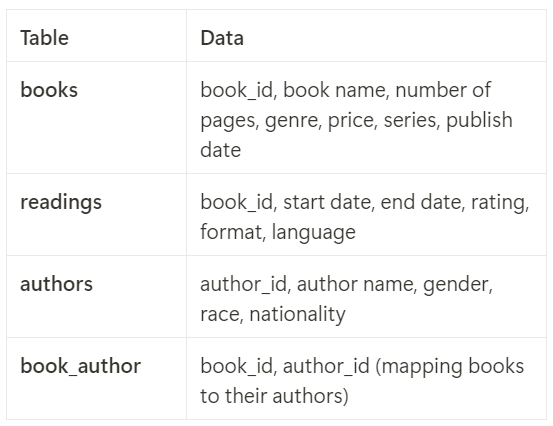 Table Data
books book_id, book name, number of
pages, genre, price, series, publish
date
readings book_id, start date, end date, rating,
format, language
authors author_id, author name, gender,
race, nationality
book_author book_id, author_id (mapping books
to their authors)